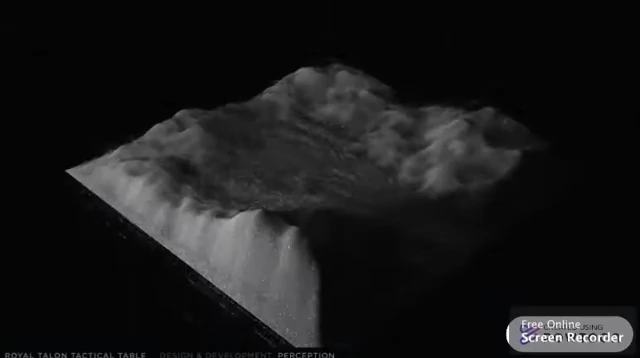 ROYAL TALON TACTICAL TABLE DESIGN & DEVELOPMENT PERCEPTION
Free Online
Screen Recorder